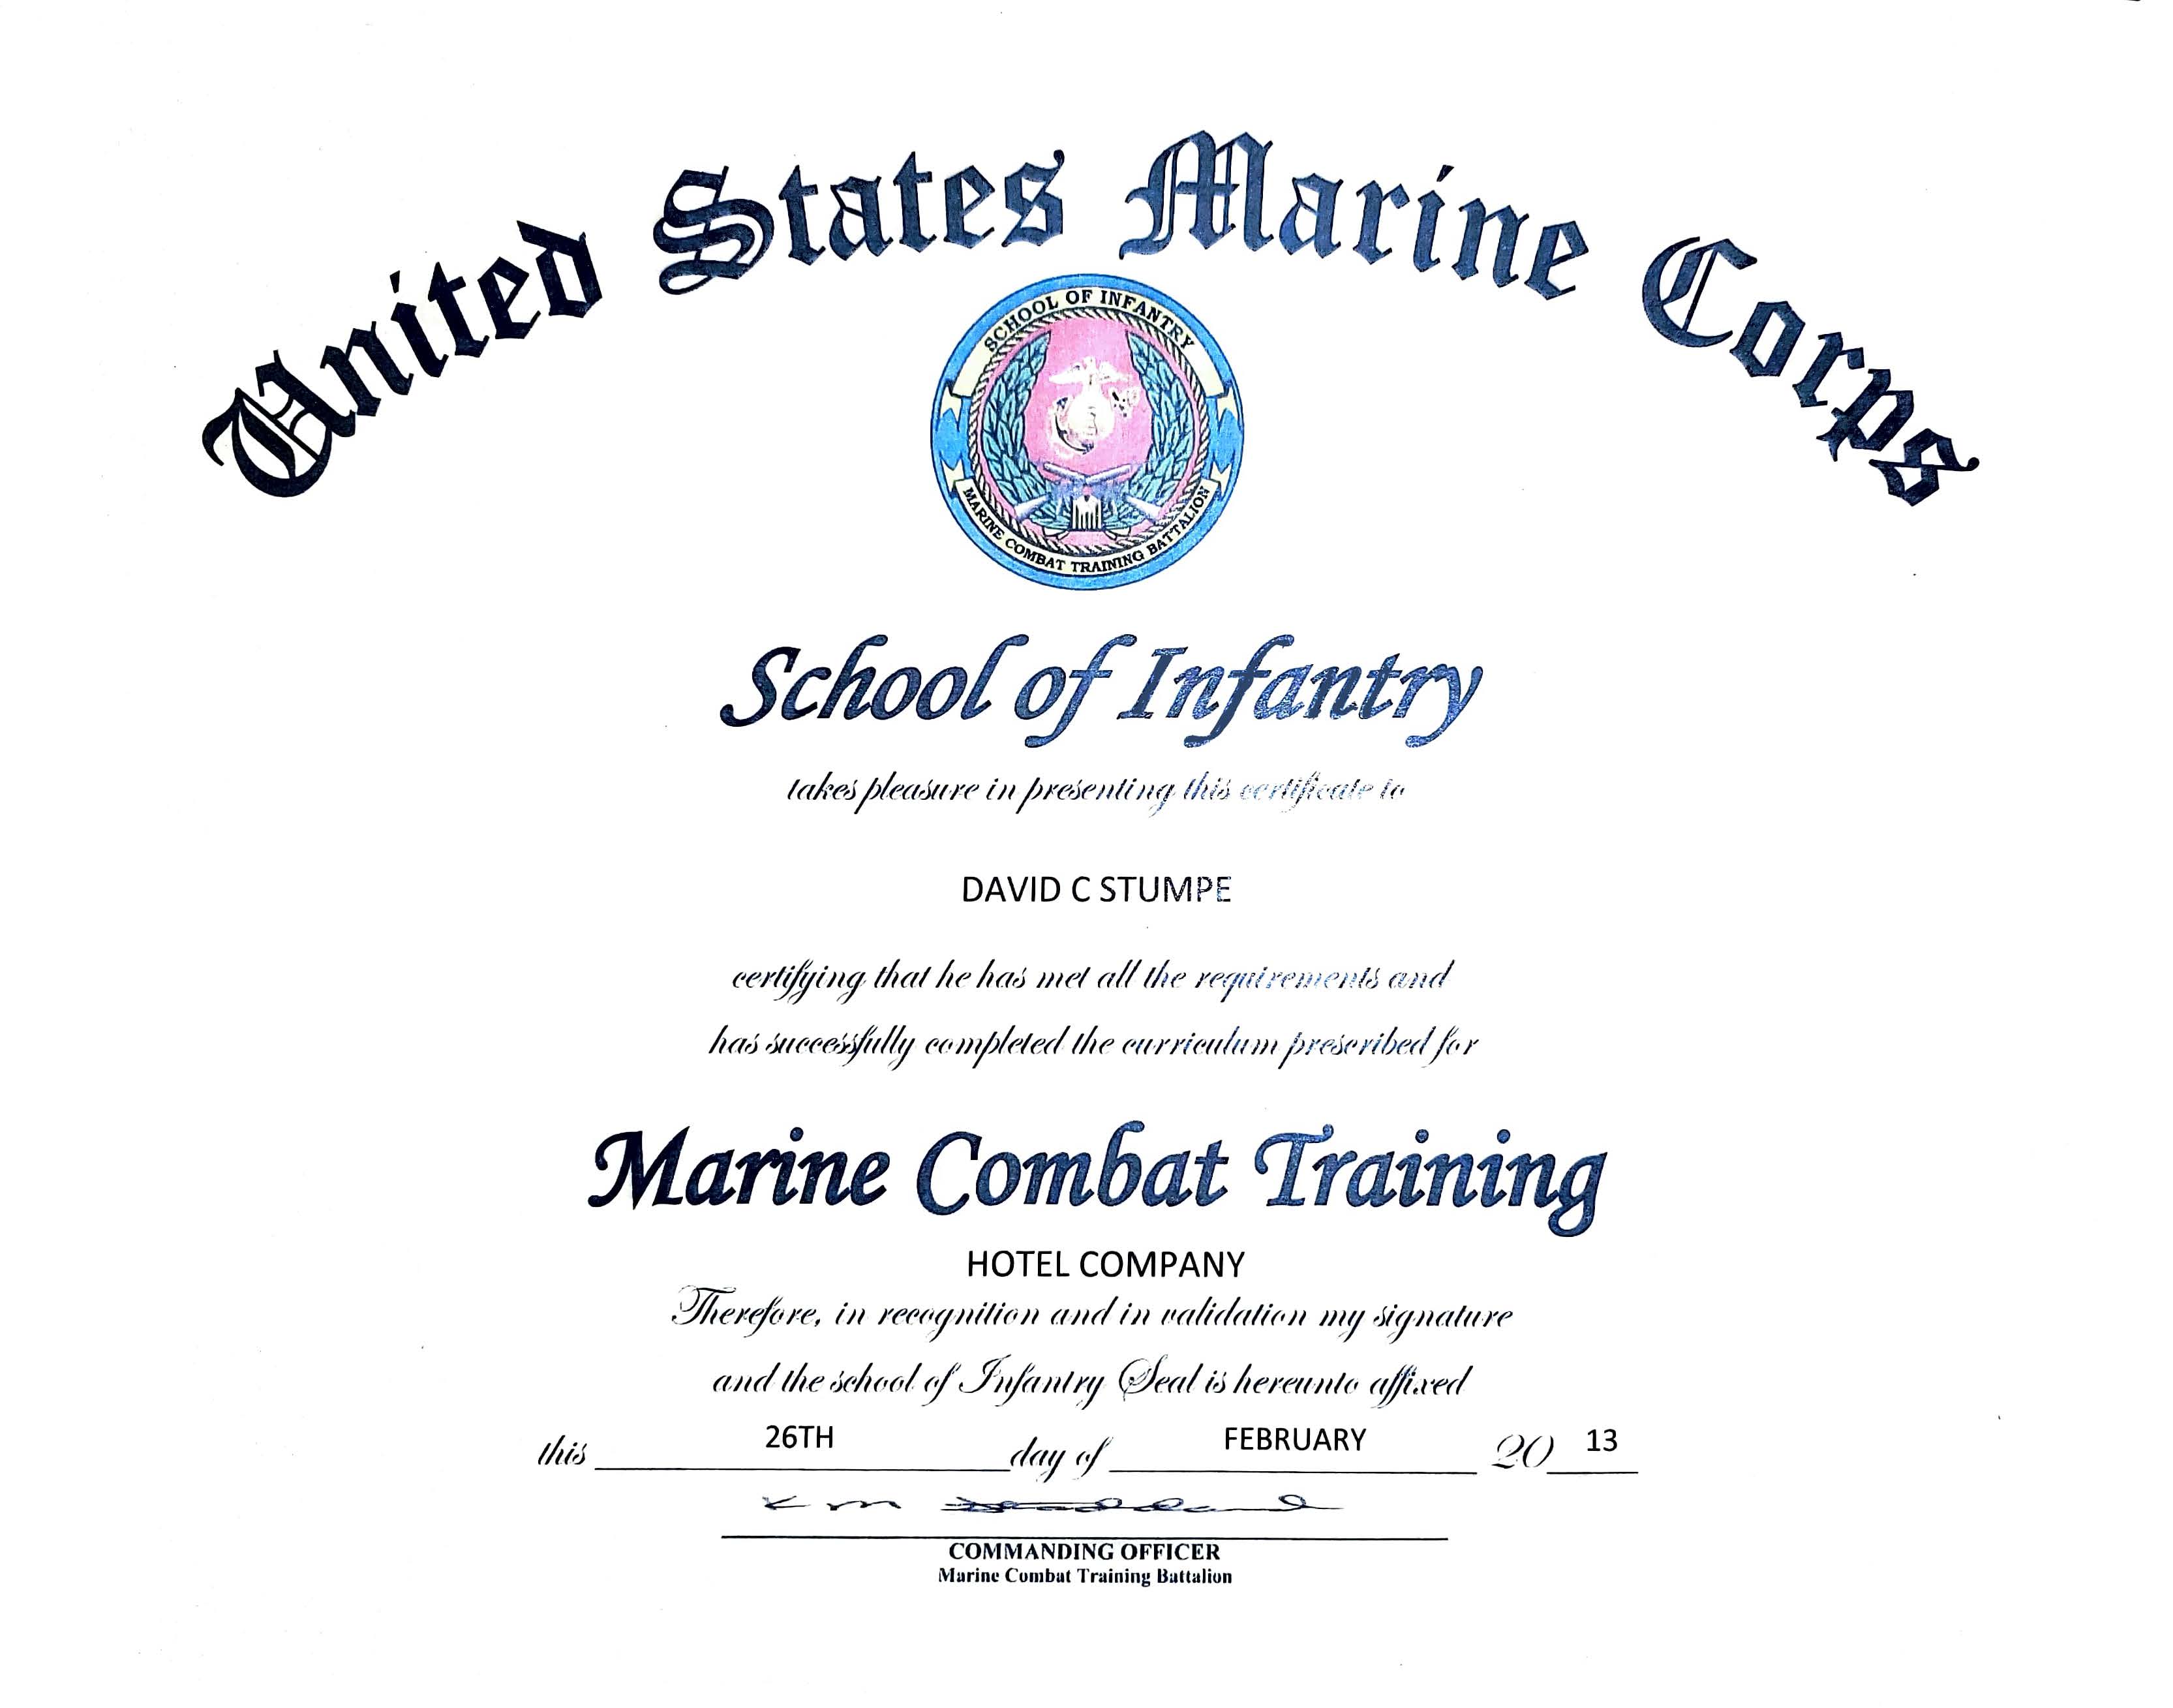 United States Marine Corps
SCHOOL OF INFANTRY
MARINE COMBAT TRAINING BATTALION
School of Infantry
takes pleasure in presenting this certificate to
DAVID C STUMPE
certifying that he has met all the requirements and
has successfully completed the curriculum prescribed for
Marine Combat Training
HOTEL COMPANY
Therefore, in recognition and in validation my signature
and the school of Infantry Seal is hereunto affixed
this 26TH day of FEBRUARY 20 13
K M
COMMANDING OFFICER
Marine Combat Training Battalion